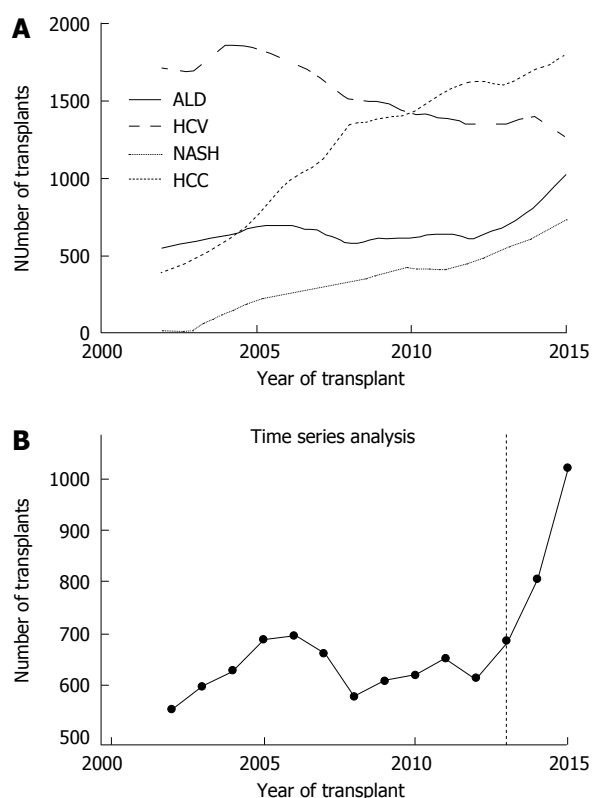 A
2000
1500
1000
500
0
NUmber of transplants
ALD
HCV
NASH
HCC
2000 2005 2010 2015
Year of transplant
B
Time series analysis
1000
900
800
700
600
500
Number of transplants
2000 2005 2010 2015
Year of transplant